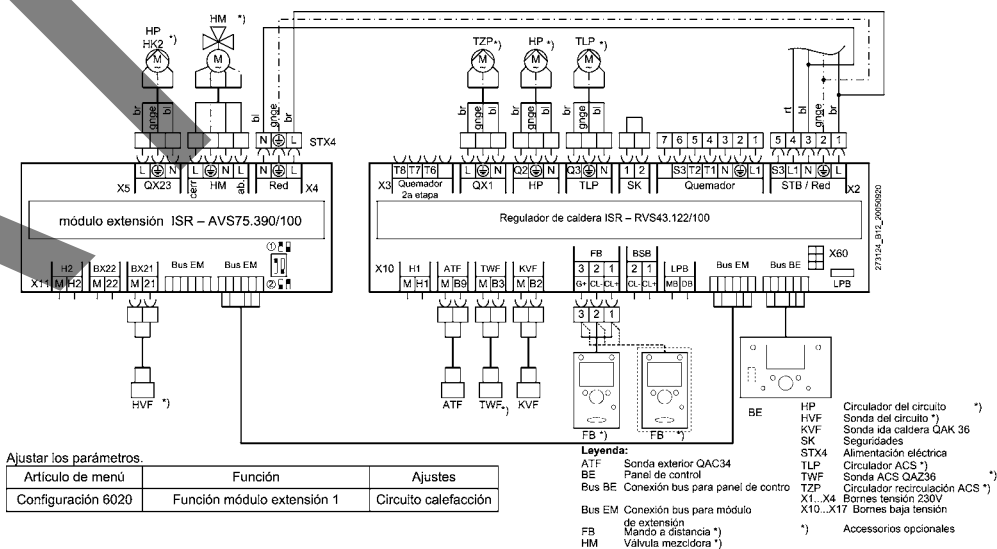 HP HK2 *)
HM *)
TZP *)
HP *)
TLP *)
M M M M M
br gnge bl
bl br
br gnge bl
br gnge bl
br gnge bl
rt bl gnge br
N L STX4
7 6 5 4 3 2 1
5 4 3 2 1
L N L N L N L
T8 T7 T6 L N Q2 N Q3 N 1 2 S3 T2 T1 N L1 S3 L1 N L
X5 QX23 zu HM ab. Red X4
X3 Quemador 2a etapa QX1 HP TLP SK Quemador STB / Red X2
módulo extensión ISR – AVS75.390/100
Regulador de caldera ISR – RVS43.122/100
273124_B12_20050920
H2 BX22 BX21 Bus EM Bus EM 1
X11 M H2 M 22 M 21 2
X10 H1 ATF TWF KVF FB BSB LPB Bus EM Bus BE X60
M H1 M B9 M B3 M B2 3 2 1 2 1 MB DB LPB
G+ CL- CL+ CL- CL+
3 2 1
HVF *)
ATF TWF *) KVF
FB *) FB *)
BE
Ajustar los parámetros.
Artículo de menú Función Ajustes
Configuración 6020 Función módulo extensión 1 Circuito calefacción
Leyenda:
ATF Sonda exterior QAC34
BE Panel de control
Bus BE Conexión bus para panel de contro
Bus EM Conexión bus para módulo
de extensión
FB Mando a distancia *)
HM Válvula mezcidora *)
HP Circulador del circuito *)
HVF Sonda del circuito *)
KVF Sonda ida caldera QAK 36
SK Seguridades
STX4 Alimentación eléctrica
TLP Circulador ACS *)
TWF Sonda ACS QAZ36 *)
TZP Circulador recirculación ACS *)
X1...X4 Bornes tensión 230V
X10...X17 Bornes baja tensión
*) Accessorios opcionales